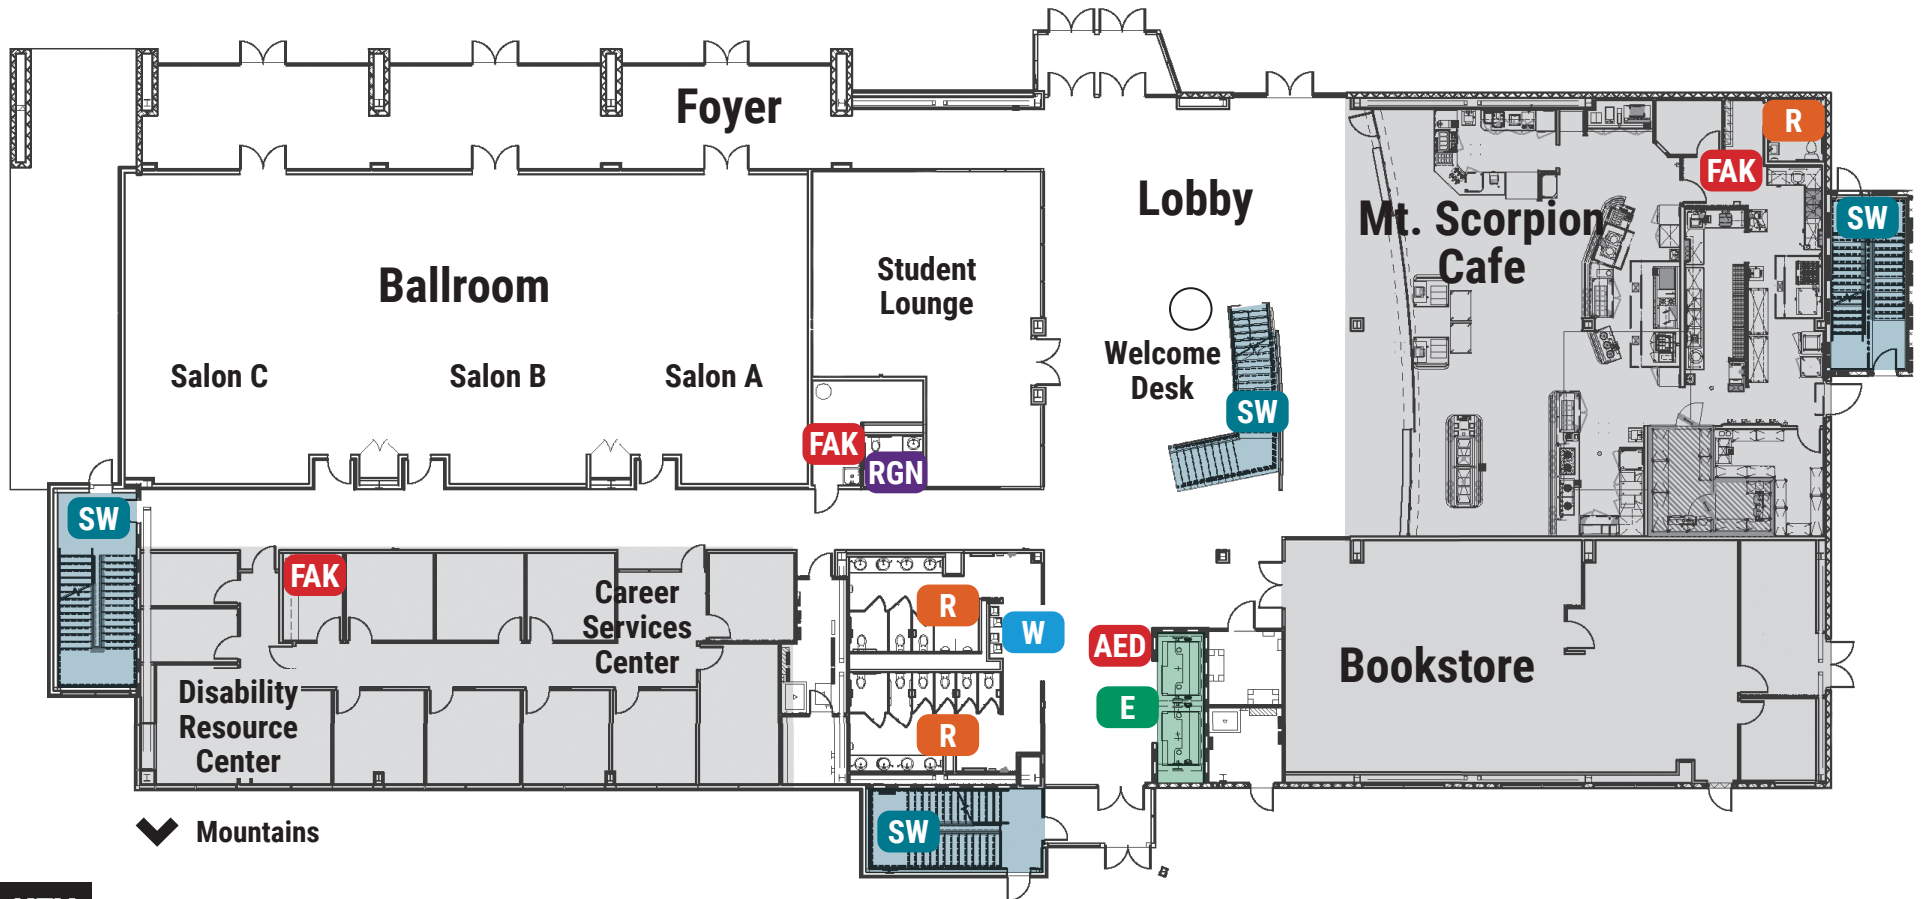 Foyer
R
FAK
Lobby
Mt. Scorpion
Cafe
SW
Ballroom
Student
Lounge
Welcome
Desk
Salon C
Salon B
Salon A
SW
FAK
RGN
SW
FAK
Career
Services
Center
R
W
AED
Bookstore
Disability
Resource
Center
E
R
SW
Mountains